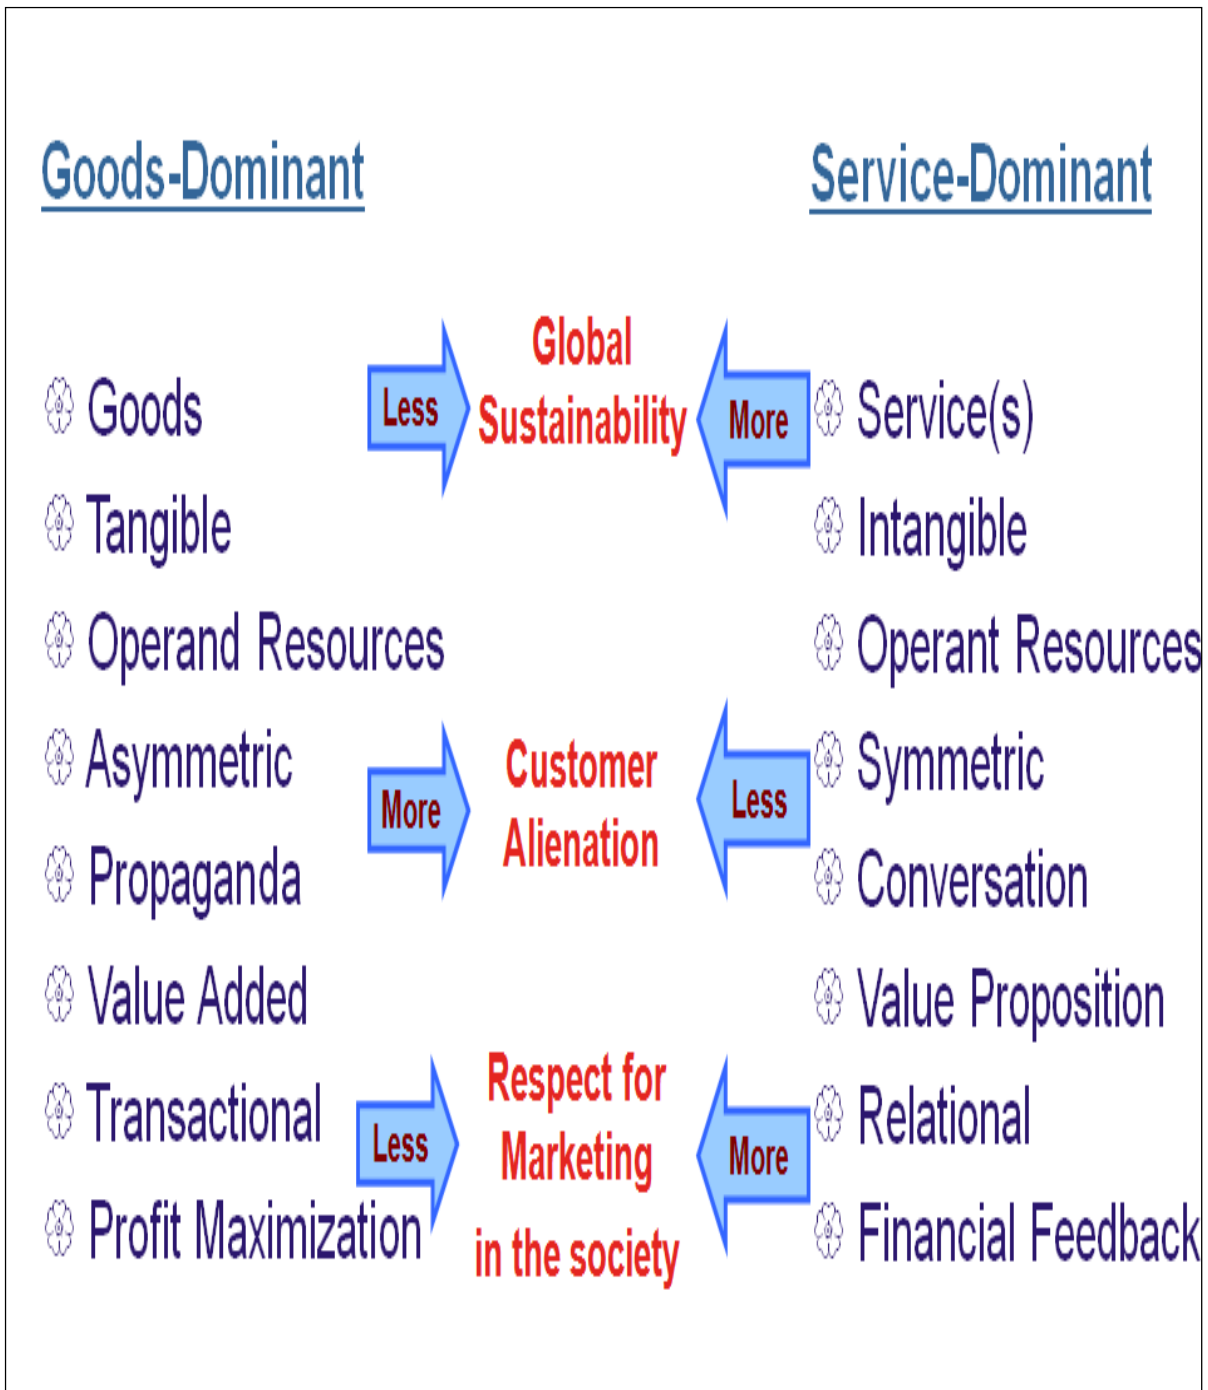 Goods-Dominant
Service-Dominant
Goods
Tangible
Operand Resources
Asymmetric
Propaganda
Value Added
Transactional
Profit Maximization
Less
Global
Sustainability
More
More
Customer
Alienation
Less
Less
Respect for
Marketing
in the society
More
Service(s)
Intangible
Operant Resources
Symmetric
Conversation
Value Proposition
Relational
Financial Feedback